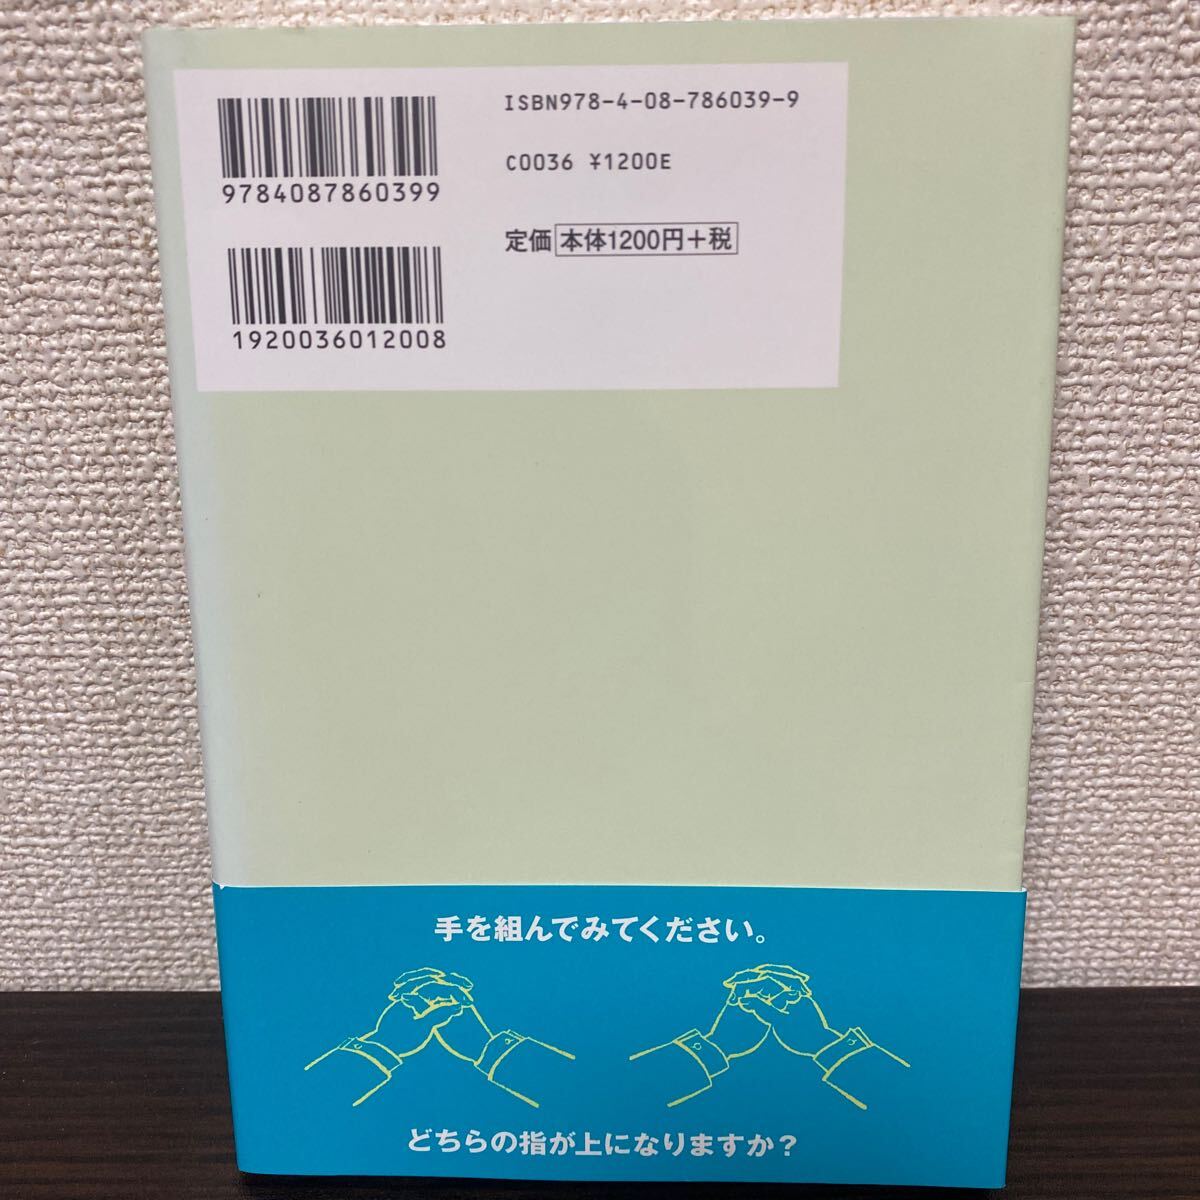 ISBN978-4-08-786039-9
9784087860399
C0036 ¥1200E
定価 本体1200円+税
1920036012008
手を組んでみてください。
どちらの指が上になりますか?